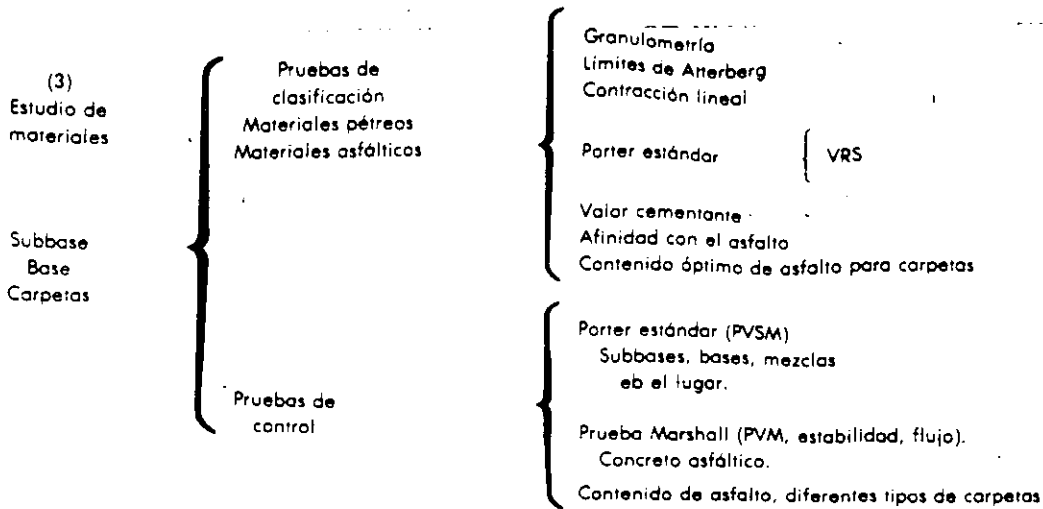 (3)
Estudio de
materiales
Subbase
Base
Carpetas
Pruebas de
clasificación
Materiales pétreos
Materiales asfálticos
Granulometría
Límites de Atterberg
Contracción lineal
Porter estándar
VRS
Valor cementante
Afinidad con el asfalto
Contenido óptimo de asfalto para carpetas
Pruebas de
control
Porter estándar (PVSM)
Subbases, bases, mezclas
eb el lugar.
Prueba Marshall (PVM, estabilidad, flujo).
Concreto asfáltico.
Contenido de asfalto, diferentes tipos de carpetas